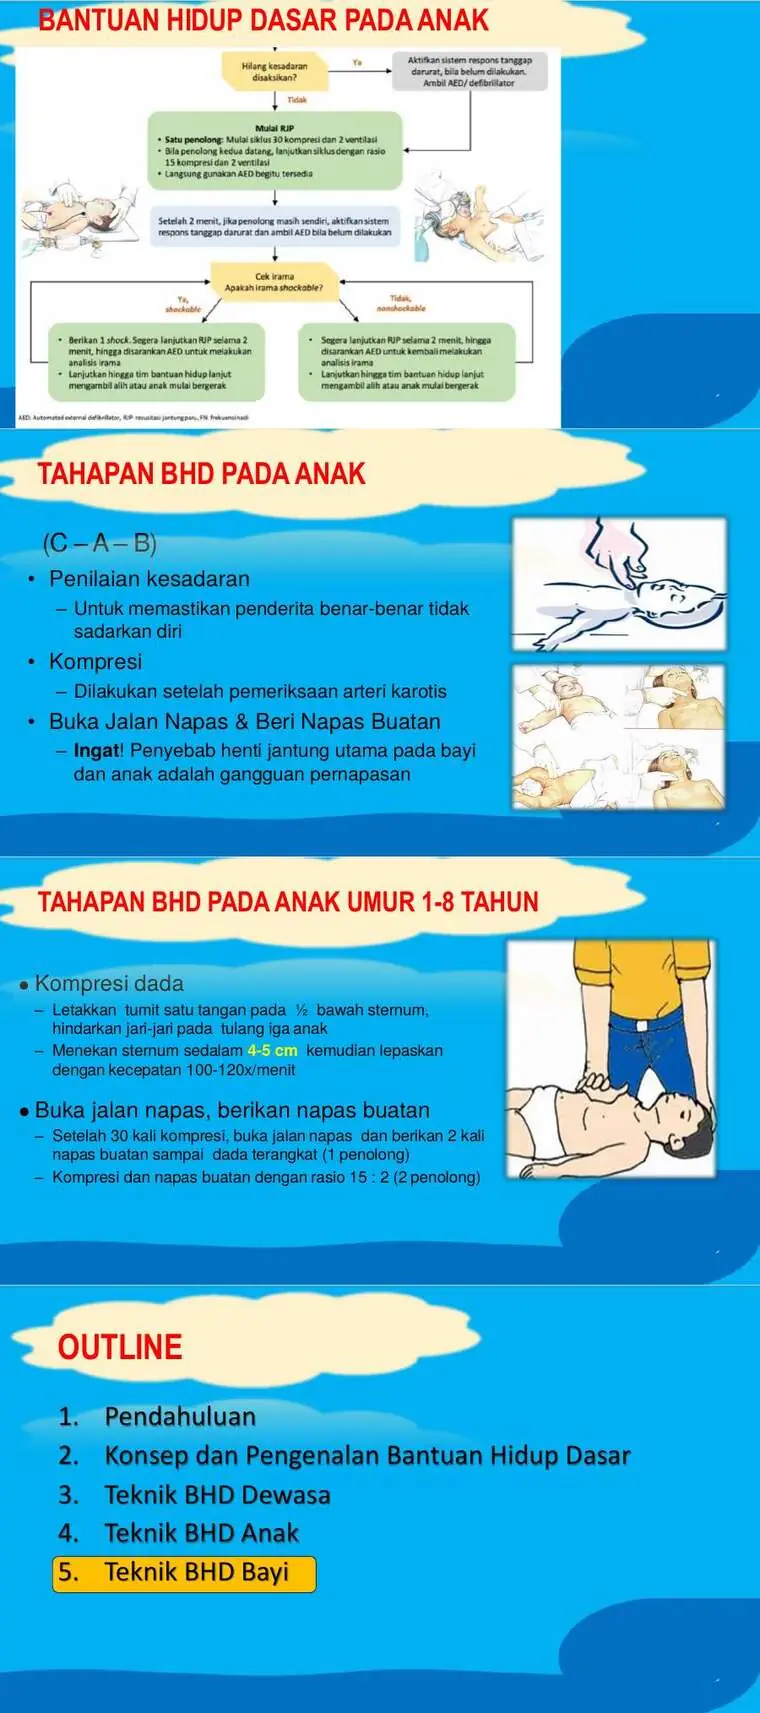 BANTUAN HIDUP DASAR PADA ANAK
Hilang kesadaran
disaksikan?
Ya
Aktifkan sistem respons tanggap
darurat, bila belum dilakukan.
Ambil AED/ defibrillator
Tidak
Mulai RJP
• Satu penolong: Mulai siklus 30 kompresi dan 2 ventilasi
• Bila penolong kedua datang, lanjutkan siklus dengan rasio
15 kompresi dan 2 ventilasi
• Langsung gunakan AED begitu tersedia
Setelah 2 menit, jika penolong masih sendiri, aktifkan sistem
respons tanggap darurat dan ambil AED bila belum dilakukan
Cek irama
Apakah irama shockable?
Ya,
shockable
Tidak,
nonshockable
• Berikan 1 shock. Segera lanjutkan RJP selama 2
menit, hingga disarankan AED untuk melakukan
analisis irama
• Lanjutkan hingga tim bantuan hidup lanjut
mengambil alih atau anak mulai bergerak
• Segera lanjutkan RJP selama 2 menit, hingga
disarankan AED untuk kembali melakukan
analisis irama
• Lanjutkan hingga tim bantuan hidup lanjut
mengambil alih atau anak mulai bergerak
AED: Automated external defibrillator, RJP: resusitasi jantung paru, FN: Frekuensi nadi
TAHAPAN BHD PADA ANAK
(C – A – B)
• Penilaian kesadaran
– Untuk memastikan penderita benar-benar tidak
sadarkan diri
• Kompresi
– Dilakukan setelah pemeriksaan arteri karotis
• Buka Jalan Napas & Beri Napas Buatan
– Ingat! Penyebab henti jantung utama pada bayi
dan anak adalah gangguan pernapasan
TAHAPAN BHD PADA ANAK UMUR 1-8 TAHUN
● Kompresi dada
– Letakkan tumit satu tangan pada ½ bawah sternum,
hindarkan jari-jari pada tulang iga anak
– Menekan sternum sedalam 4-5 cm kemudian lepaskan
dengan kecepatan 100-120x/menit
● Buka jalan napas, berikan napas buatan
– Setelah 30 kali kompresi, buka jalan napas dan berikan 2 kali
napas buatan sampai dada terangkat (1 penolong)
– Kompresi dan napas buatan dengan rasio 15 : 2 (2 penolong)
OUTLINE
1. Pendahuluan
2. Konsep dan Pengenalan Bantuan Hidup Dasar
3. Teknik BHD Dewasa
4. Teknik BHD Anak
5. Teknik BHD Bayi